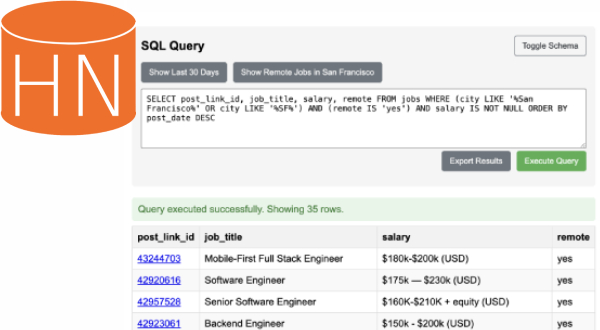 HN
SQL Query
Toggle Schema
Show Last 30 Days
Show Remote Jobs in San Francisco
SELECT post_link_id, job_title, salary, remote FROM jobs WHERE (city LIKE '%San
Francisco%' OR city LIKE '%SF%') AND (remote IS 'yes') AND salary IS NOT NULL ORDER BY
post_date DESC
Export Results
Execute Query
Query executed successfully. Showing 35 rows.
post_link_id job_title salary remote
43244703 Mobile-First Full Stack Engineer $180k-$200k (USD) yes
42920616 Software Engineer $175k — $230k (USD) yes
42957528 Senior Software Engineer $160K-$210K + equity (USD) yes
42923061 Backend Engineer $150k - $200k (USD) yes